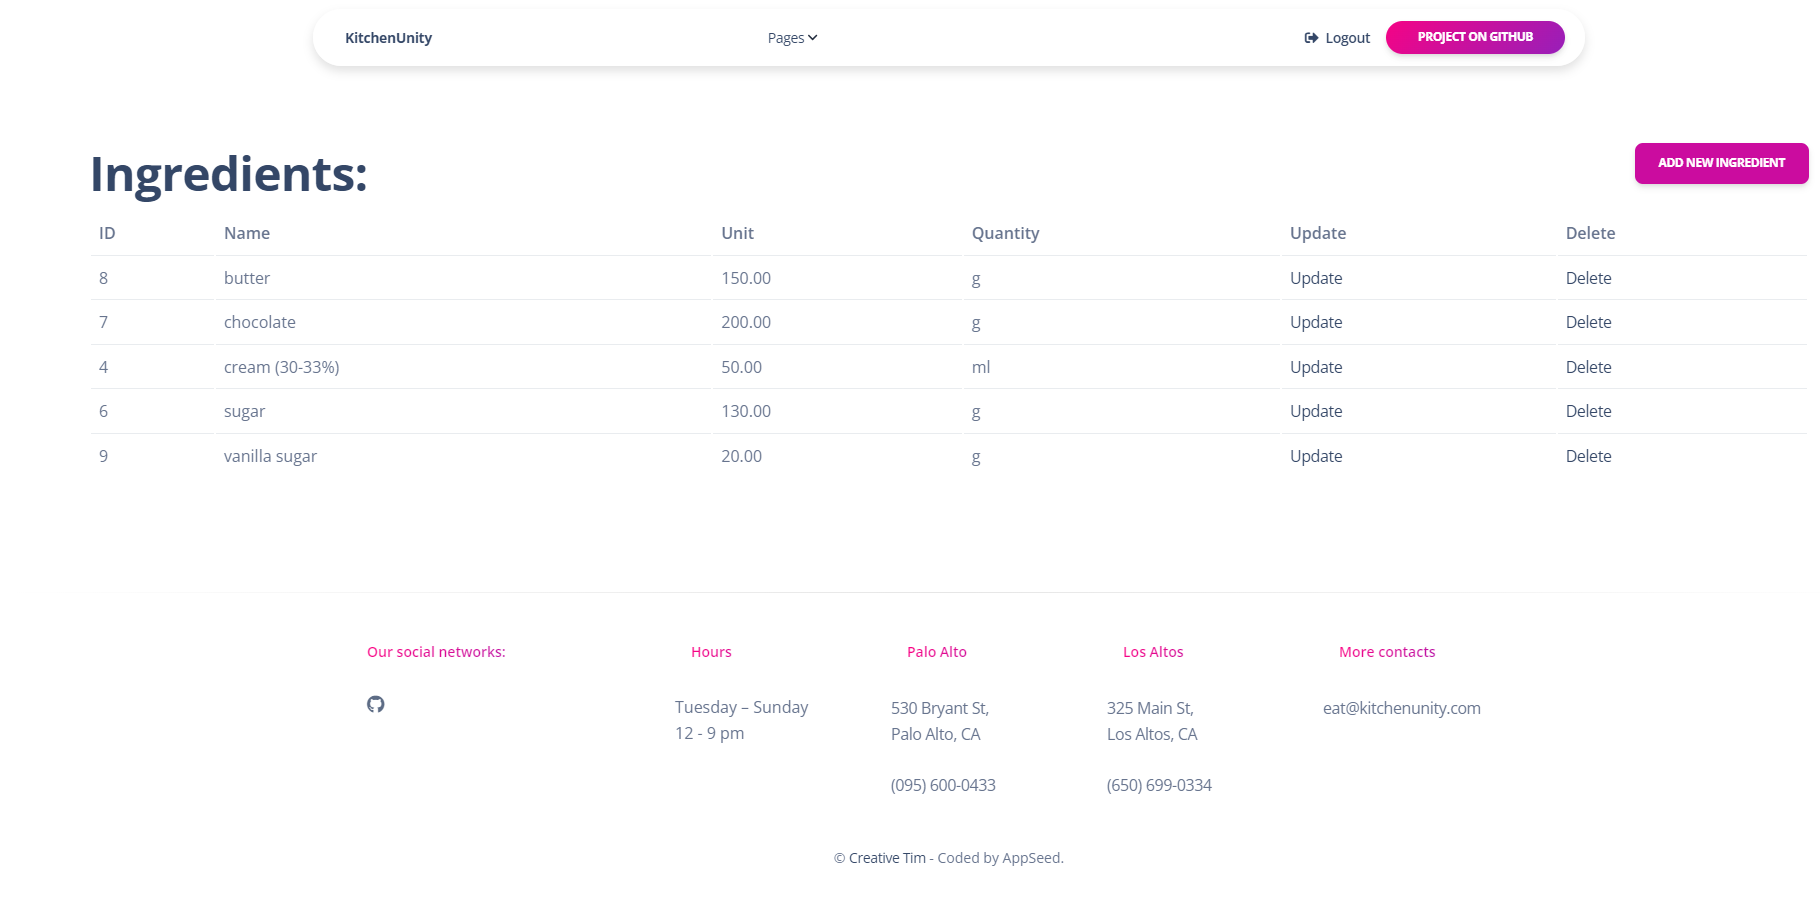 KitchenUnity Pages Logout PROJECT ON GITHUB
Ingredients: ADD NEW INGREDIENT
ID Name Unit Quantity Update Delete
8 butter 150.00 g Update Delete
7 chocolate 200.00 g Update Delete
4 cream (30-33%) 50.00 ml Update Delete
6 sugar 130.00 g Update Delete
9 vanilla sugar 20.00 g Update Delete
Our social networks:
Hours
Tuesday – Sunday
12 - 9 pm
Palo Alto
530 Bryant St,
Palo Alto, CA
(095) 600-0433
Los Altos
325 Main St,
Los Altos, CA
(650) 699-0334
More contacts
eat@kitchenunity.com
© Creative Tim - Coded by AppSeed.